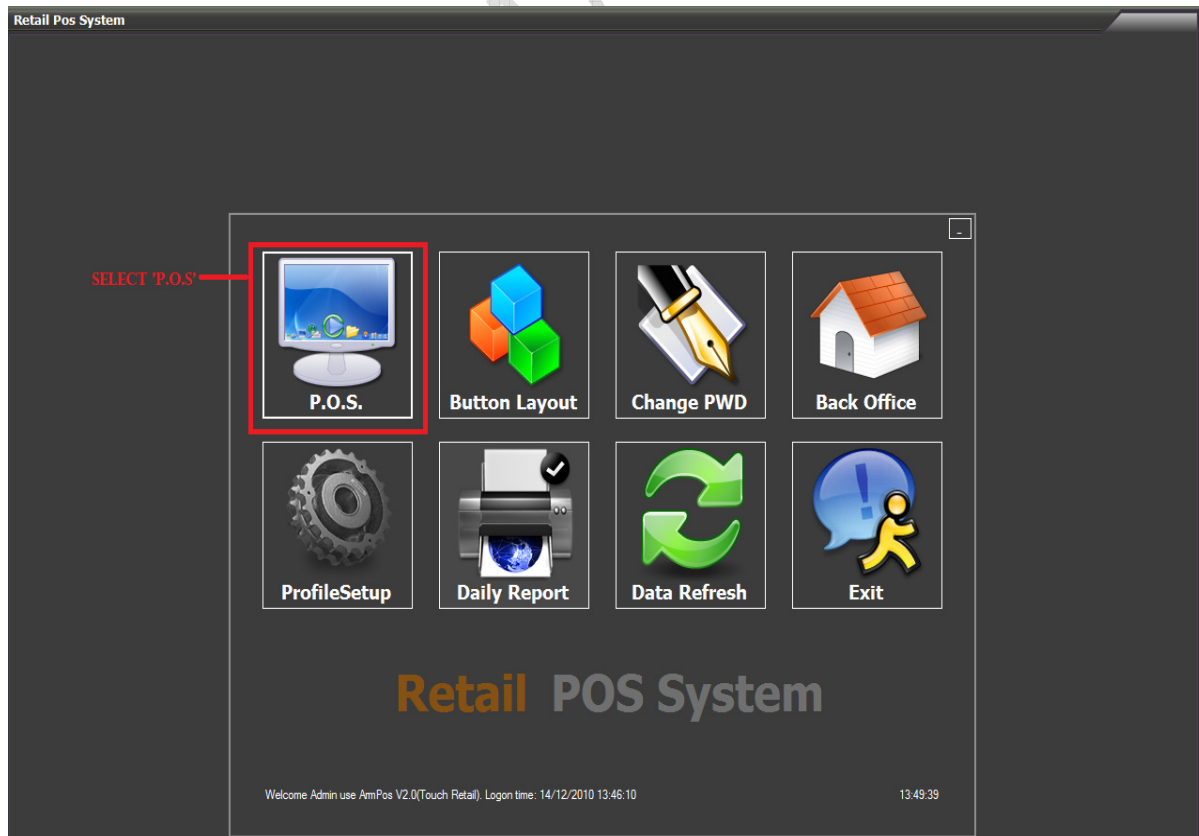 Retail Pos System
SELECT 'P.O.S'
P.O.S. Button Layout Change PWD Back Office
ProfileSetup Daily Report Data Refresh Exit
Retail POS System
Welcome Admin use ArmPos V2.0(Touch Retail). Logon time: 14/12/2010 13:46:10 13:49:39